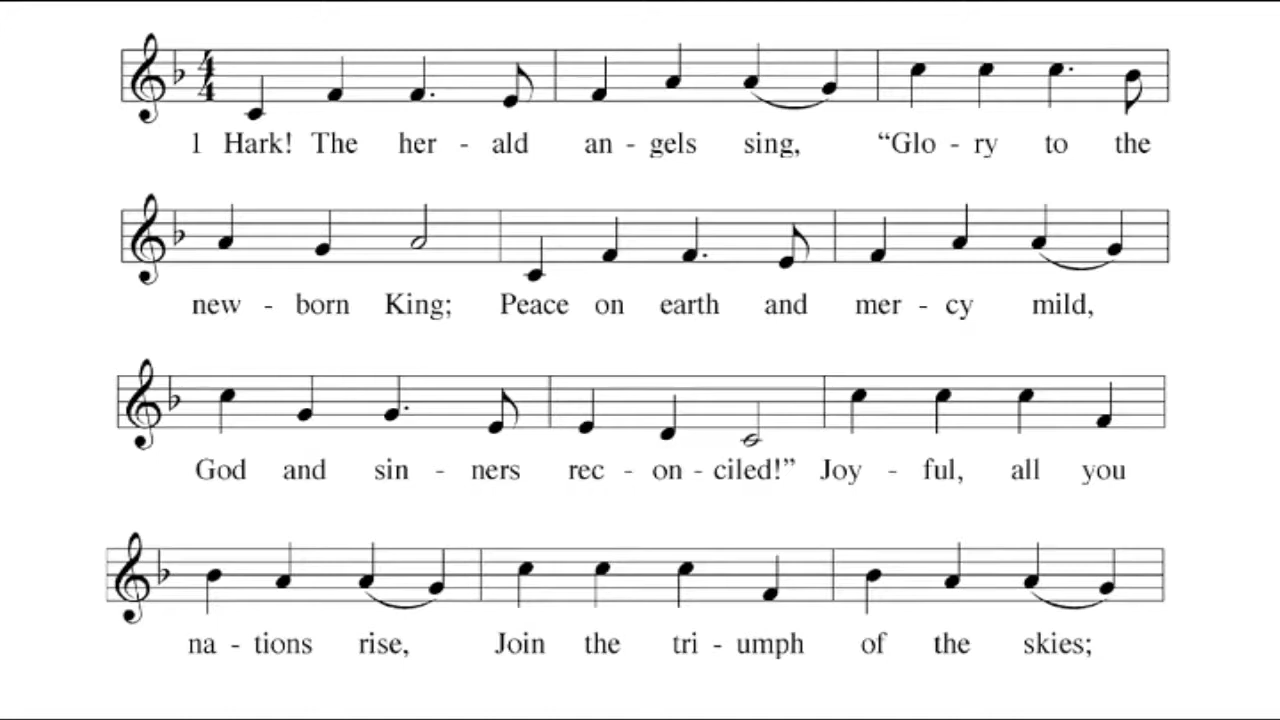 4
4
1 Hark! The her - ald an - gels sing, “Glo - ry to the
new - born King; Peace on earth and mer - cy mild,
God and sin - ners rec - on - ciled!” Joy - ful, all you
na - tions rise, Join the tri - umph of the skies;